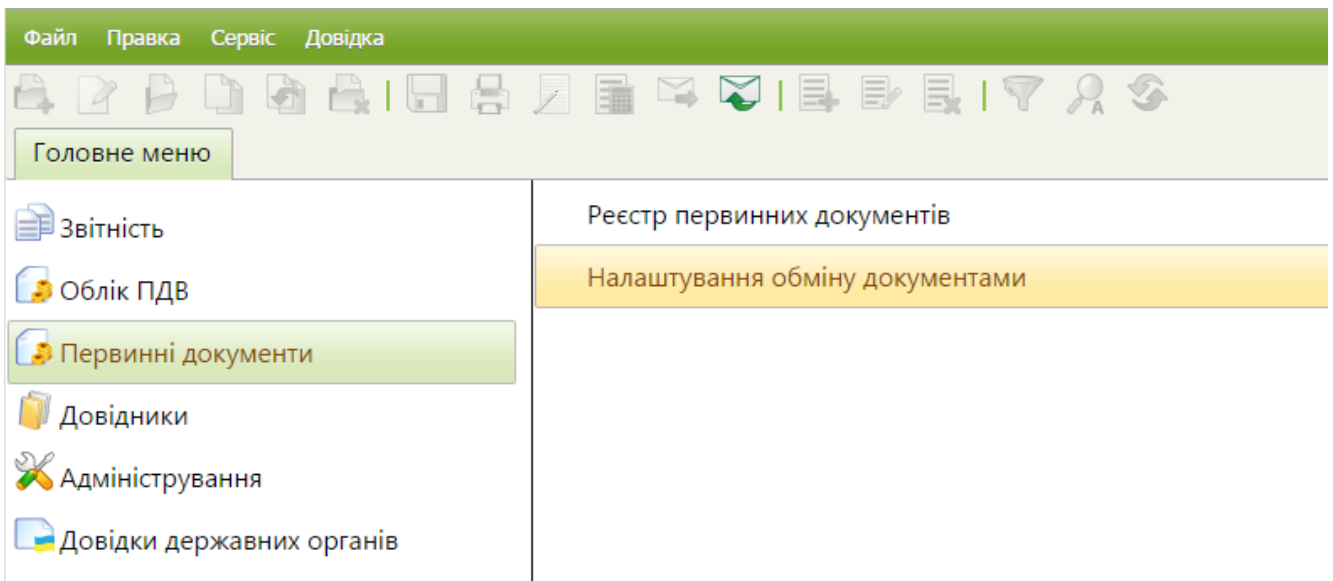 Файл Правка Сервіс Довідка
Головне меню
Звітність
Облік ПДВ
Первинні документи
Довідники
Адміністрування
Довідки державних органів
Реєстр первинних документів
Налаштування обміну документами